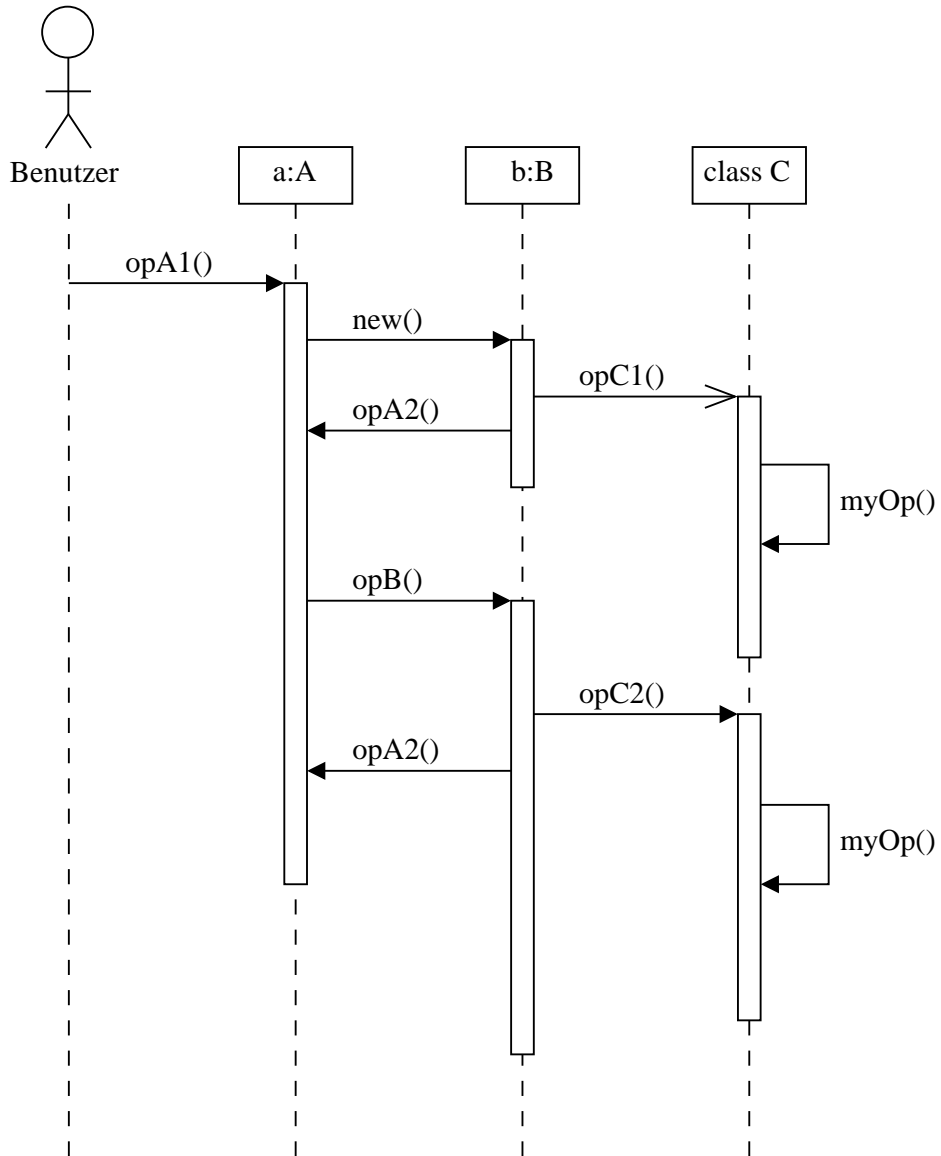 Benutzer
a:A
b:B
class C
opA1()
new()
opC1()
opA2()
myOp()
opB()
opC2()
opA2()
myOp()